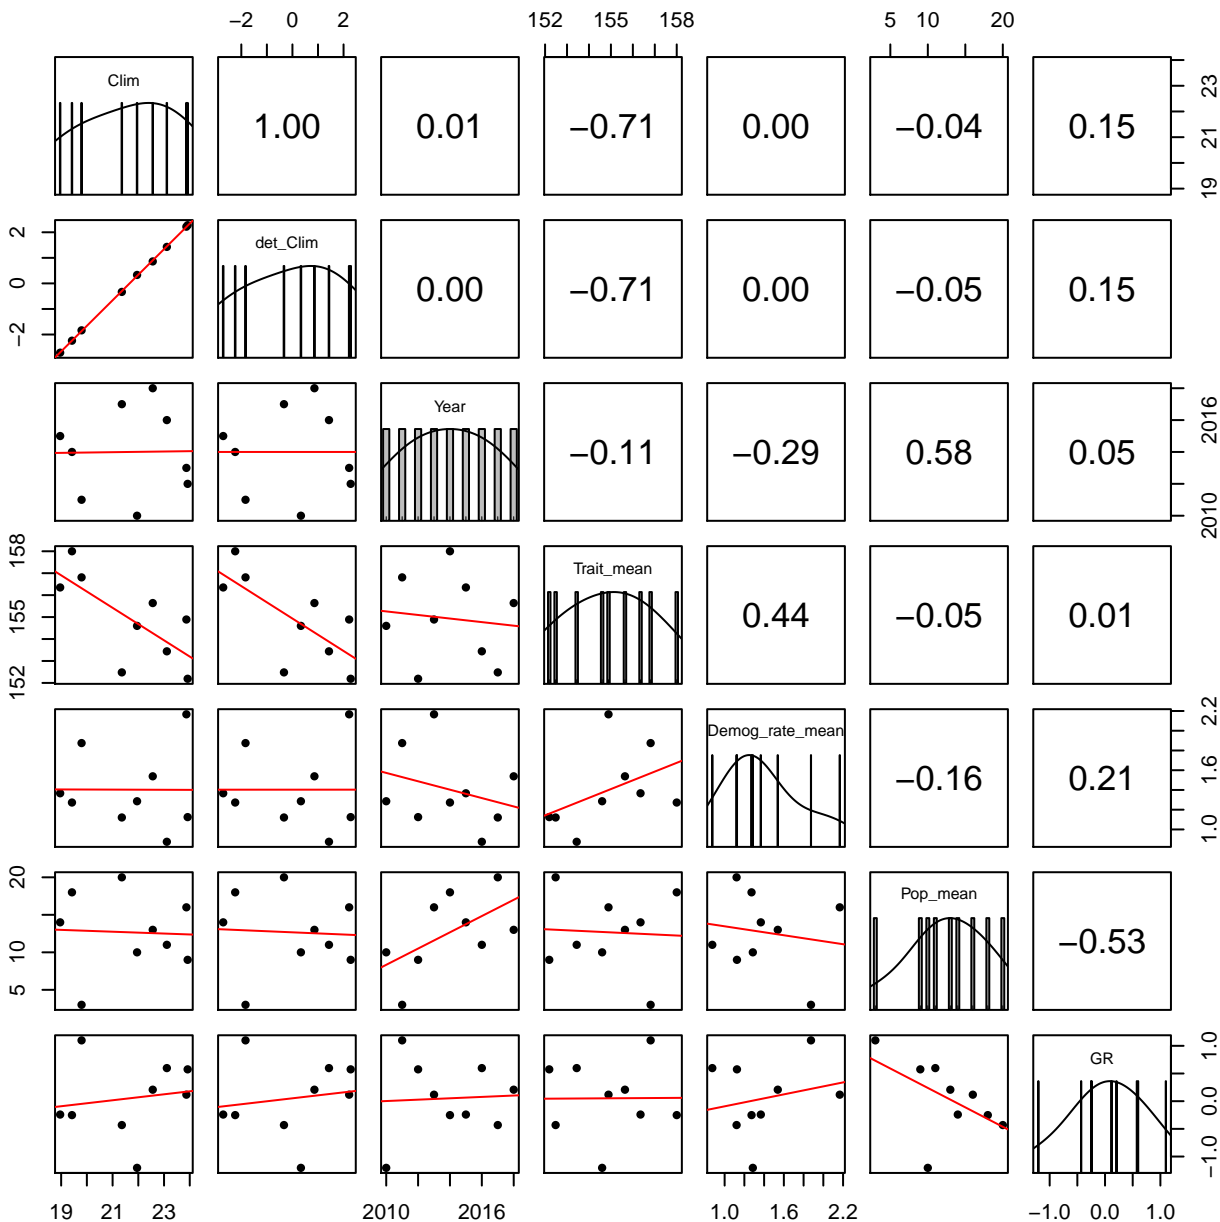 −2 0 2 152 155 158 5 10 20
Clim
1.00 0.01 −0.71 0.00 −0.04 0.15
19 21 23
−2 0 2
det_Clim
0.00 −0.71 0.00 −0.05 0.15
Year
−0.11 −0.29 0.58 0.05
2010 2016
152 155 158
Trait_mean
0.44 −0.05 0.01
Demog_rate_mean
−0.16 0.21
1.0 1.6 2.2
5 10 20
Pop_mean
−0.53
GR
−1.0 0.0 1.0
19 21 23 2010 2016 1.0 1.6 2.2 −1.0 0.0 1.0